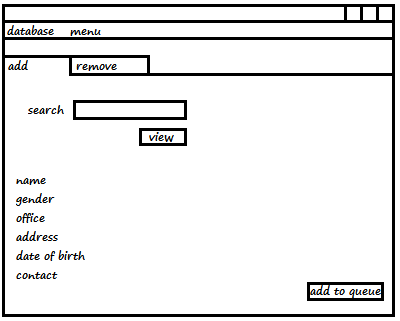 database menu
add remove
search
view
name
gender
office
address
date of birth
contact
add to queue